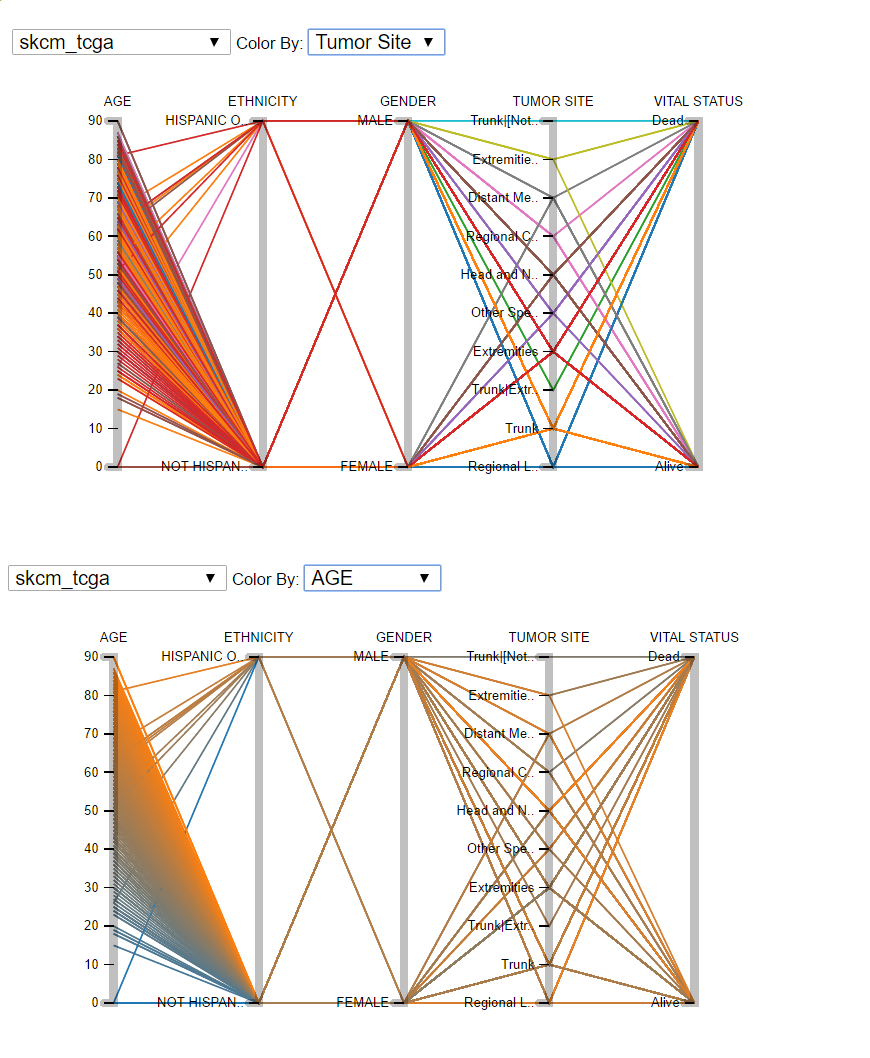 skcm_tcga ▼ Color By: Tumor Site ▼
AGE ETHNICITY GENDER TUMOR SITE VITAL STATUS
90 HISPANIC O.. MALE Trunk|[Not.. Dead
80 Extremitie..
70 Distant Me..
60 Regional C..
50 Head and N..
40 Other Spe..
30 Extremities
20 Trunk|Extr..
10 Trunk
0 NOT HISPAN.. FEMALE Regional L.. Alive
skcm_tcga ▼ Color By: AGE ▼
AGE ETHNICITY GENDER TUMOR SITE VITAL STATUS
90 HISPANIC O.. MALE Trunk|[Not.. Dead
80 Extremitie..
70 Distant Me..
60 Regional C..
50 Head and N..
40 Other Spe..
30 Extremities
20 Trunk|Extr..
10 Trunk
0 NOT HISPAN.. FEMALE Regional L.. Alive